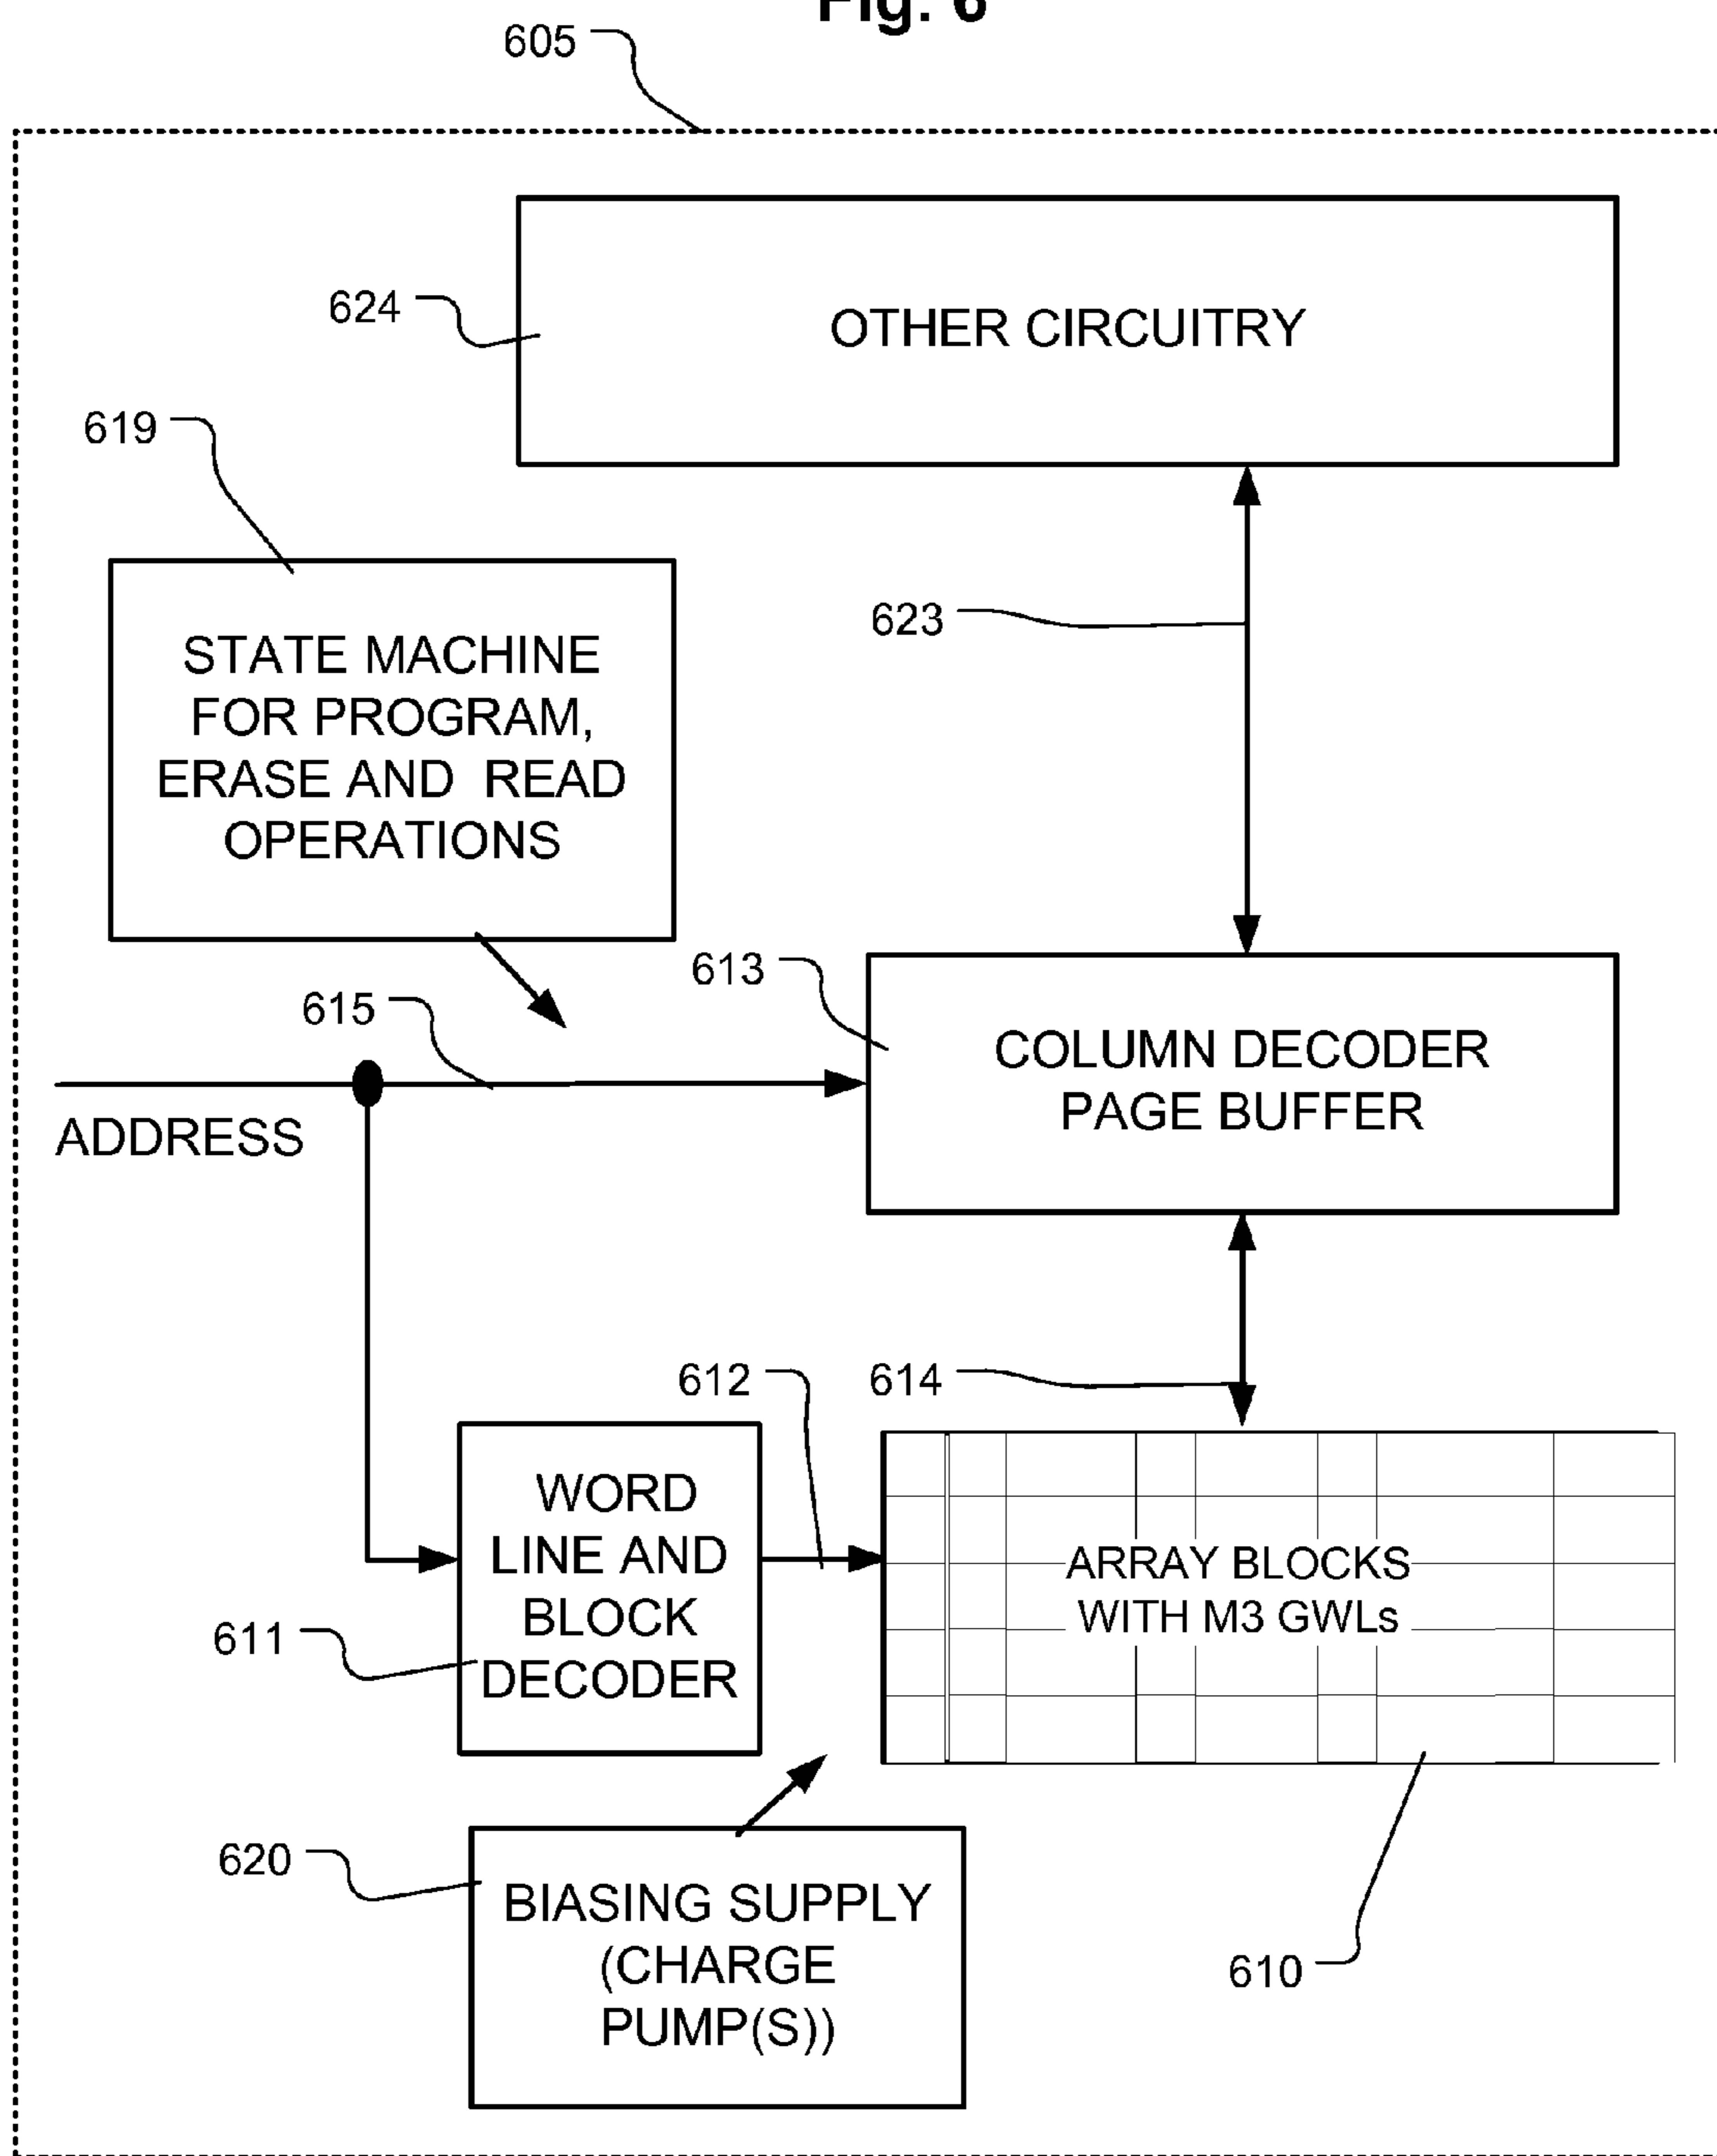 Fig. 6
605
624
OTHER CIRCUITRY
619
STATE MACHINE
FOR PROGRAM,
ERASE AND READ
OPERATIONS
623
613
COLUMN DECODER
PAGE BUFFER
615
ADDRESS
612
614
WORD
LINE AND
BLOCK
DECODER
611
ARRAY BLOCKS
WITH M3 GWLs
620
BIASING SUPPLY
(CHARGE
PUMP(S))
610